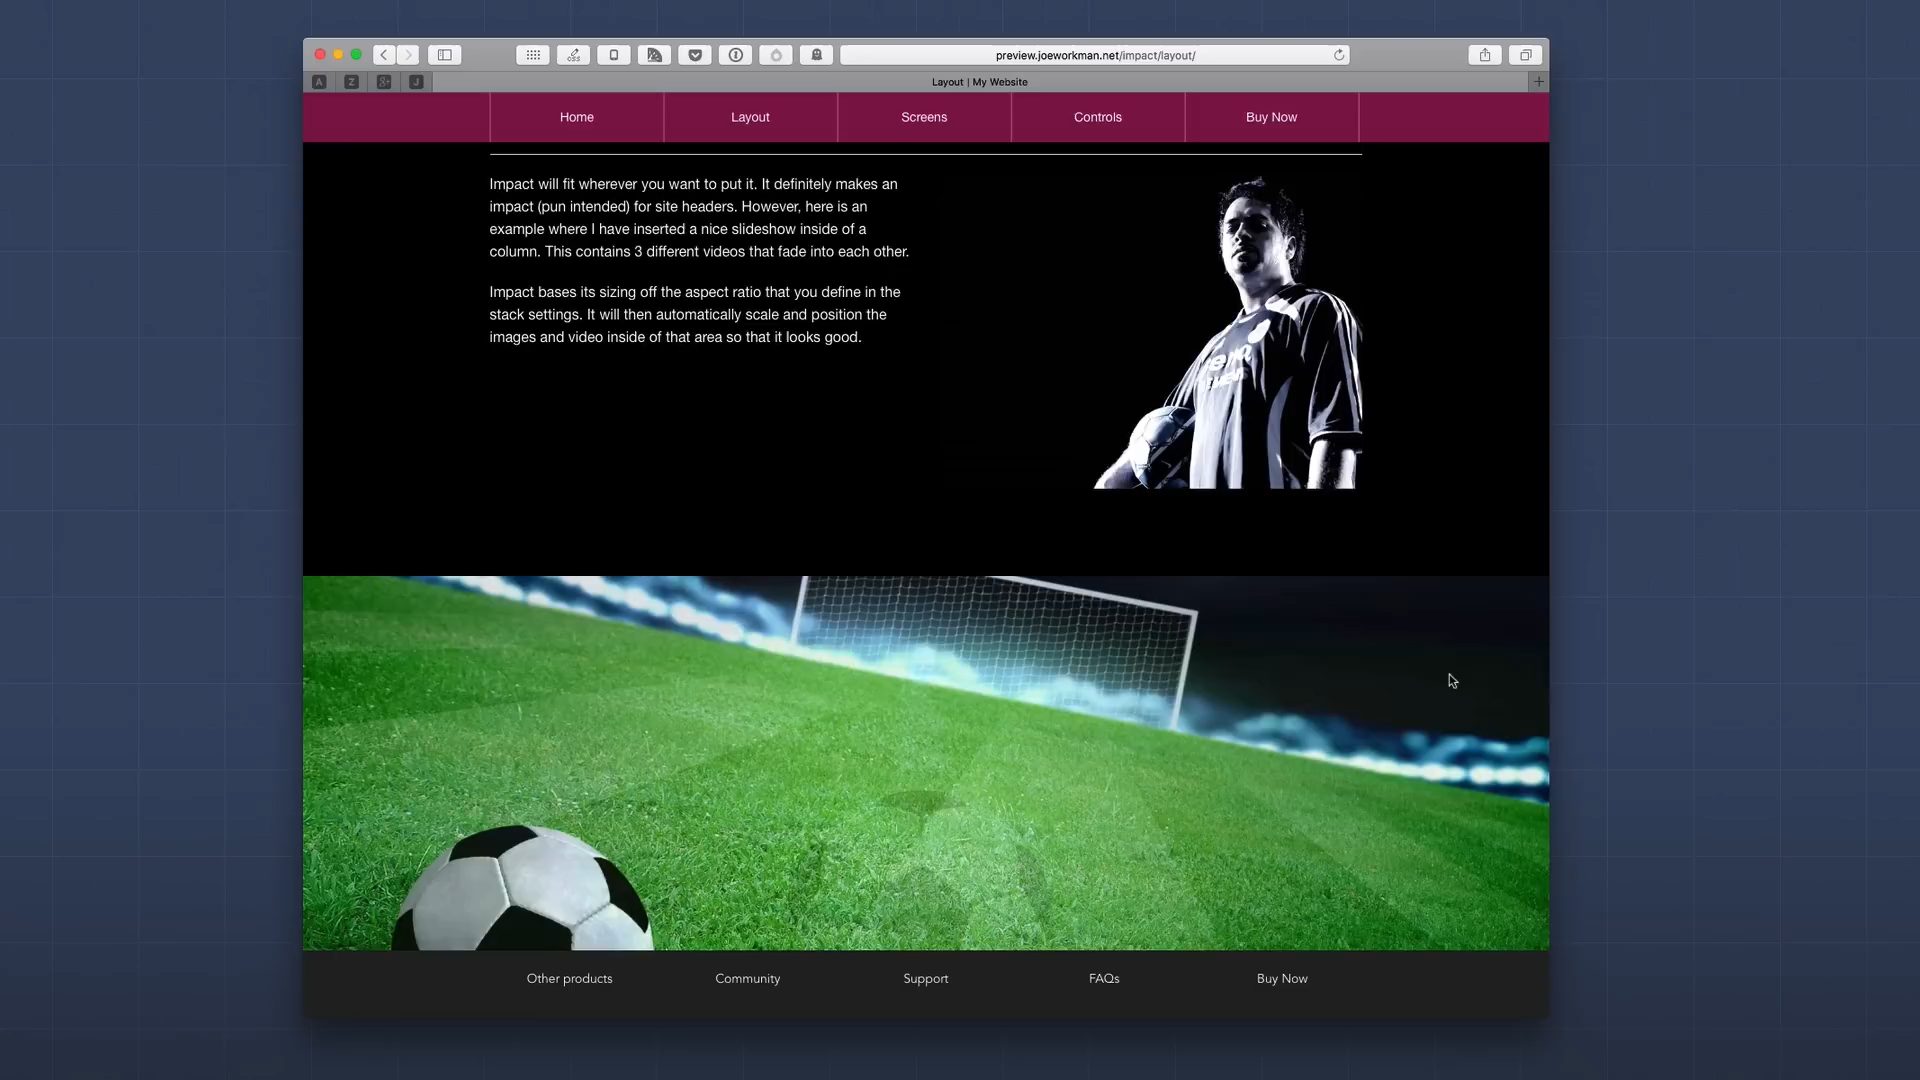 preview.joeworkman.net/impact/layout/
A Z g+ J
Layout | My Website
Home Layout Screens Controls Buy Now
Impact will fit wherever you want to put it. It definitely makes an
impact (pun intended) for site headers. However, here is an
example where I have inserted a nice slideshow inside of a
column. This contains 3 different videos that fade into each other.
Impact bases its sizing off the aspect ratio that you define in the
stack settings. It will then automatically scale and position the
images and video inside of that area so that it looks good.
Other products Community Support FAQs Buy Now